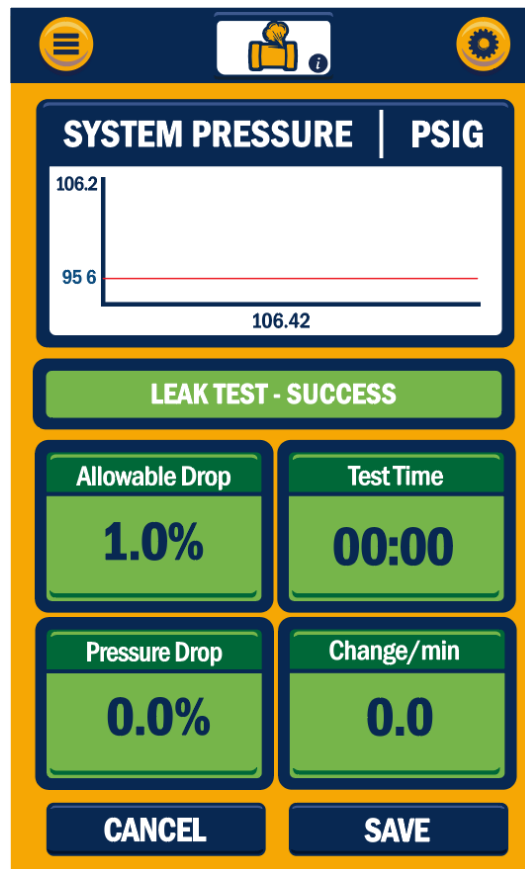 i
SYSTEM PRESSURE | PSIG
106.2
95 6
106.42
LEAK TEST - SUCCESS
Allowable Drop
1.0%
Test Time
00:00
Pressure Drop
0.0%
Change/min
0.0
CANCEL
SAVE